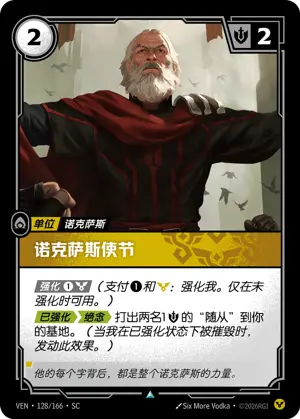 2
2
单位 诺克萨斯
诺克萨斯使节
强化 1 （支付1和：强化我。仅在未
强化时可用。）
已强化 绝念 打出两名1的“随从”到你
的基地。（当我在已强化状态下被摧毁时，
发动此效果。）
他的每个字背后，都是整个诺克萨斯的力量。
VEN • 128/166 • SC
Six More Vodka ©2026RGI